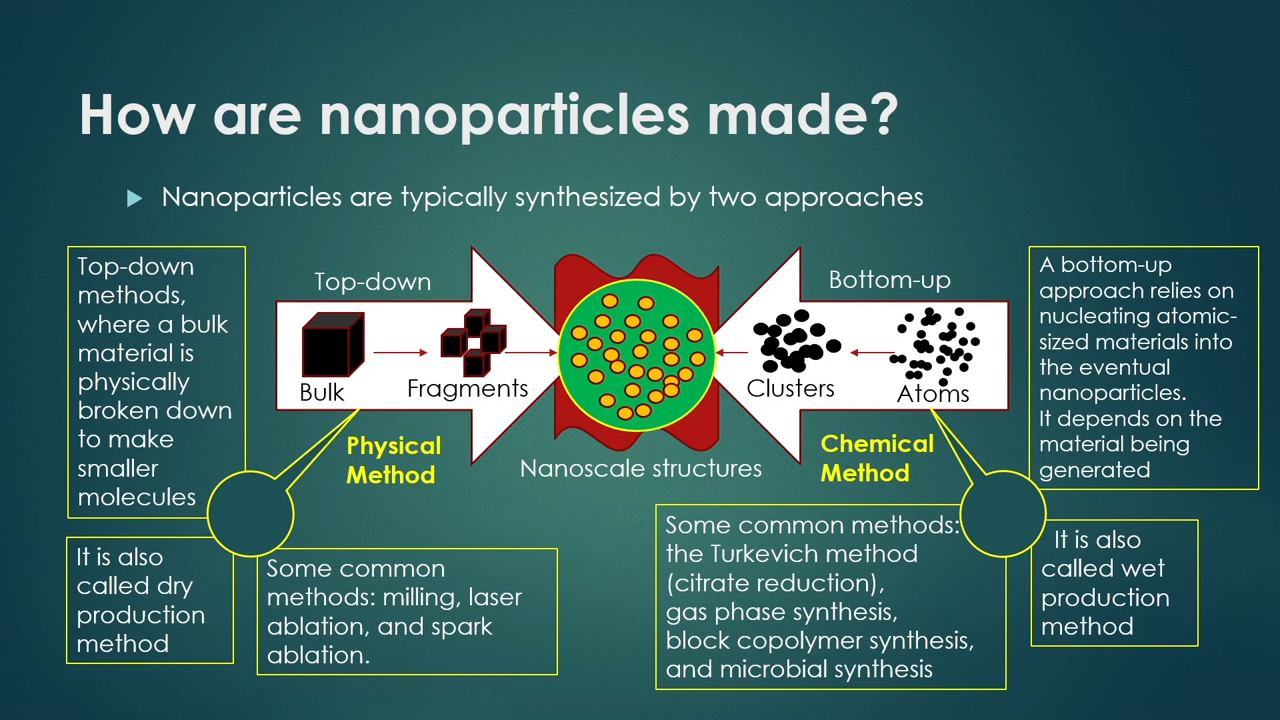 How are nanoparticles made?
Nanoparticles are typically synthesized by two approaches
Top-down
methods,
where a bulk
material is
physically
broken down
to make
smaller
molecules
It is also
called dry
production
method
Top-down
Bulk
Fragments
Physical
Method
Some common
methods: milling, laser
ablation, and spark
ablation.
Nanoscale structures
Bottom-up
Clusters
Atoms
Chemical
Method
Some common methods:
the Turkevich method
(citrate reduction),
gas phase synthesis,
block copolymer synthesis,
and microbial synthesis
A bottom-up
approach relies on
nucleating atomic-
sized materials into
the eventual
nanoparticles.
It depends on the
material being
generated
It is also
called wet
production
method